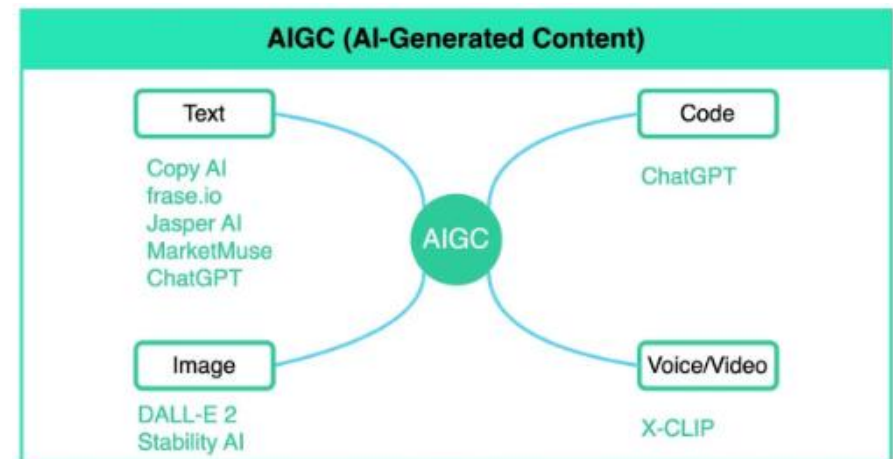 AIGC (AI-Generated Content)
Text
Copy AI
frase.io
Jasper AI
MarketMuse
ChatGPT
Code
ChatGPT
AIGC
Image
DALL-E 2
Stability AI
Voice/Video
X-CLIP